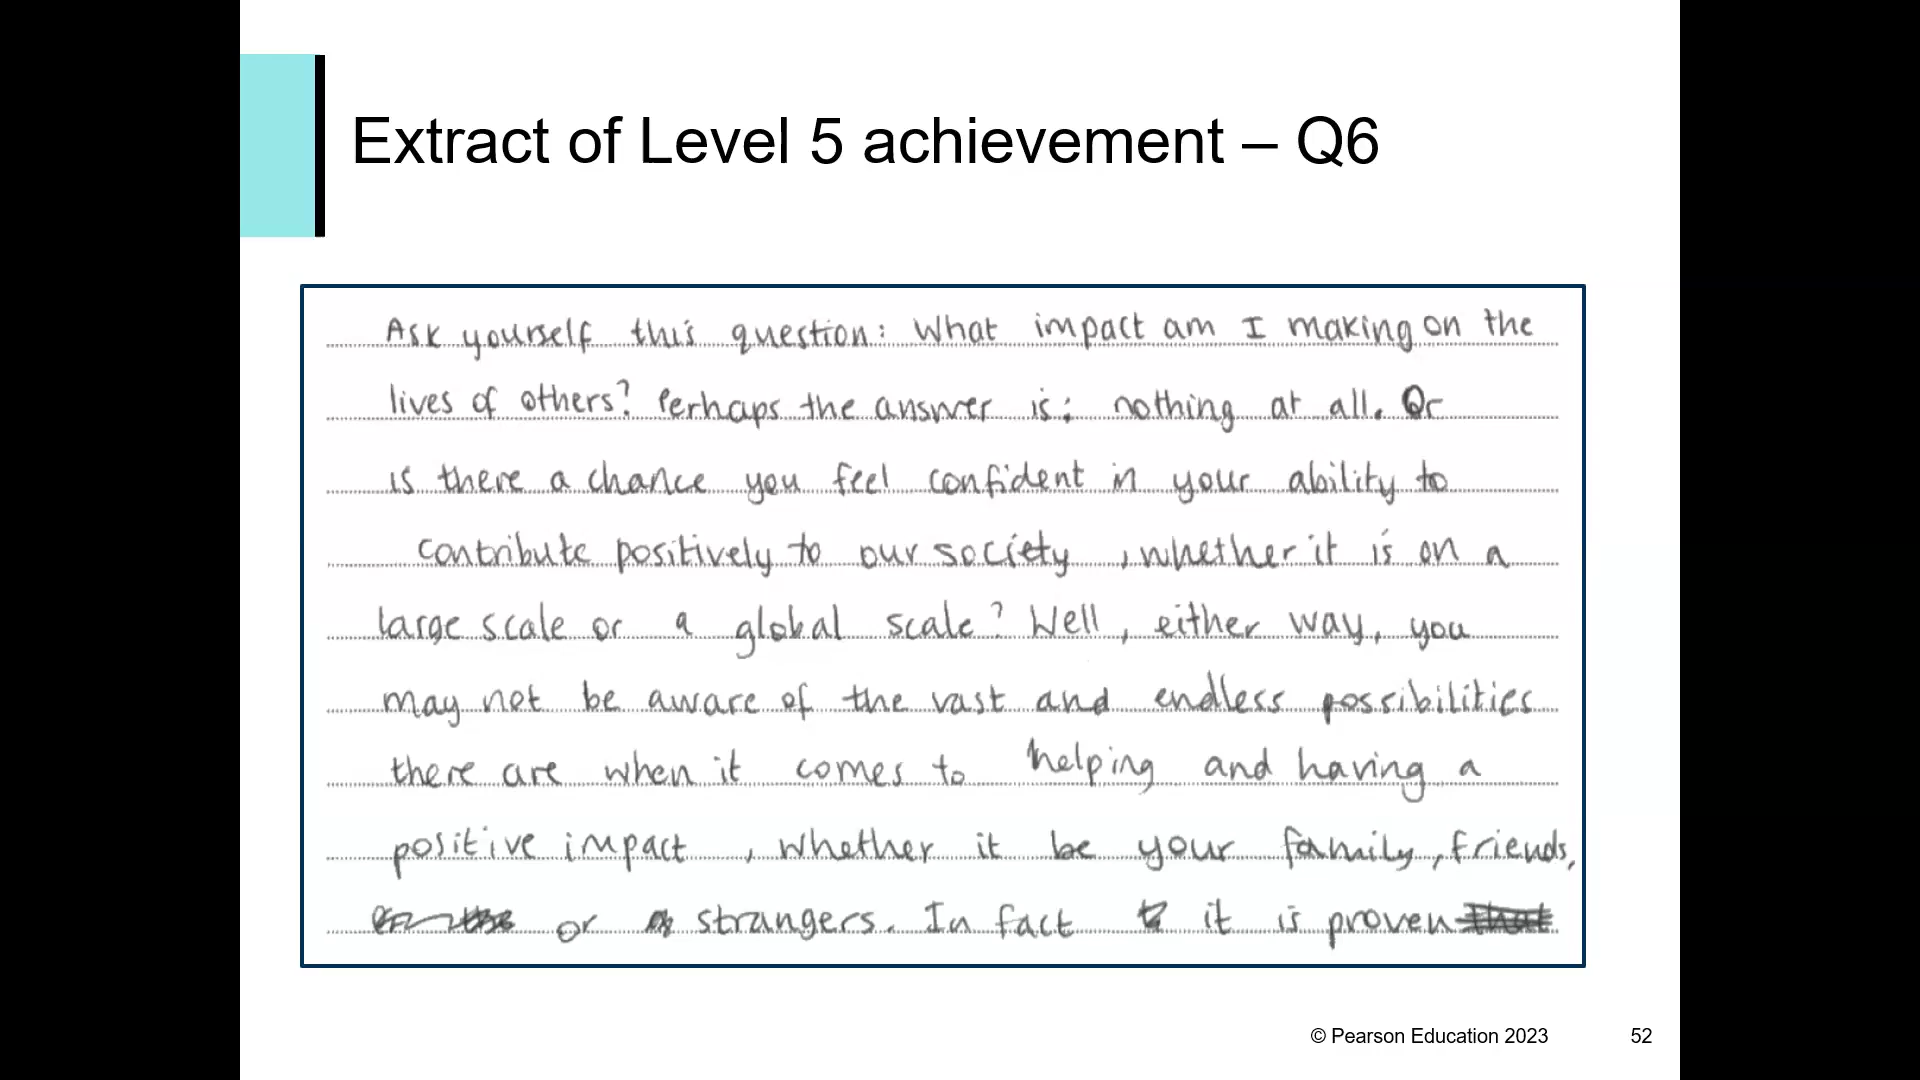 Extract of Level 5 achievement – Q6
Ask yourself this question: What impact am I making on the
lives of others? Perhaps the answer is: nothing at all. Or
is there a chance you feel confident in your ability to
contribute positively to our society, whether it is on a
large scale or a global scale? Well, either way, you
may not be aware of the vast and endless possibilities
there are when it comes to helping and having a
positive impact, whether it be your family, friends,
or strangers. In fact it is proven that
© Pearson Education 2023 52